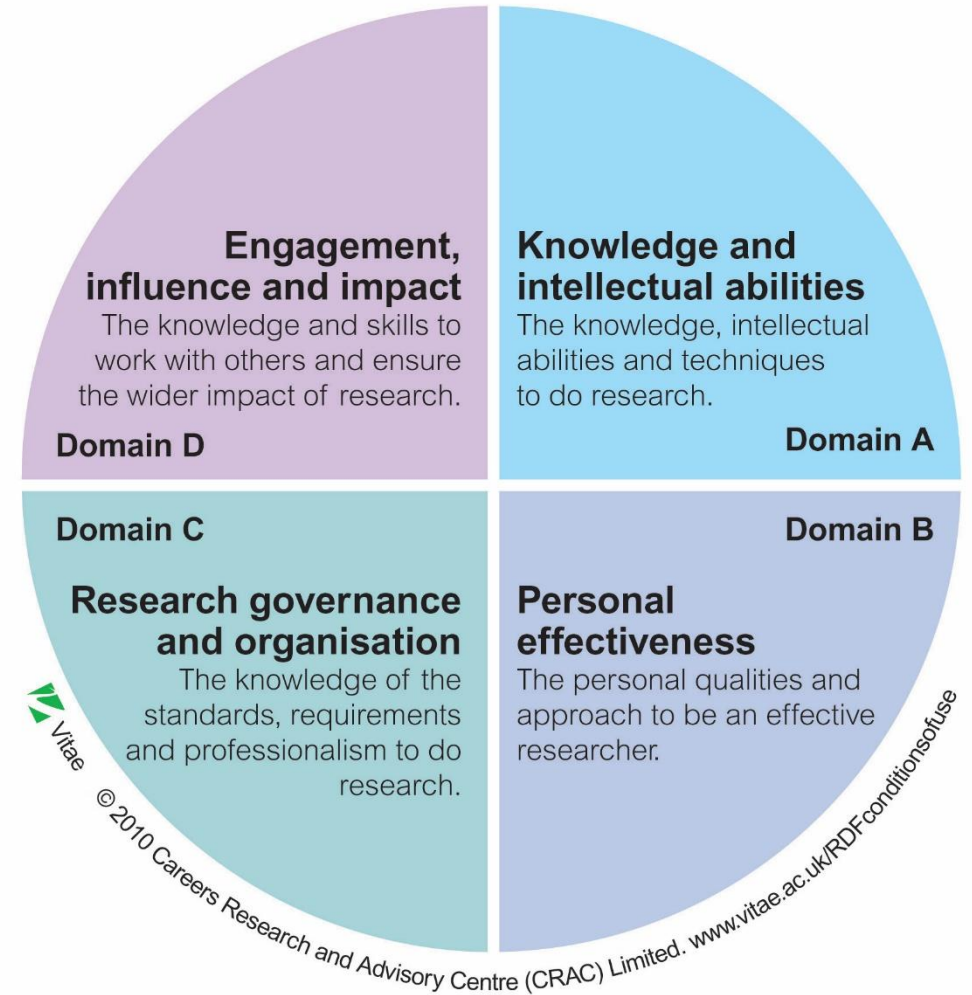 Engagement,
influence and impact
The knowledge and skills to
work with others and ensure
the wider impact of research.
Domain D
Knowledge and
intellectual abilities
The knowledge, intellectual
abilities and techniques
to do research.
Domain A
Domain C
Research governance
and organisation
The knowledge of the
standards, requirements
and professionalism to do
research.
Domain B
Personal
effectiveness
The personal qualities and
approach to be an effective
researcher.
Vitae
© 2010 Careers Research and Advisory Centre (CRAC) Limited. www.vitae.ac.uk/RDFconditionsofuse